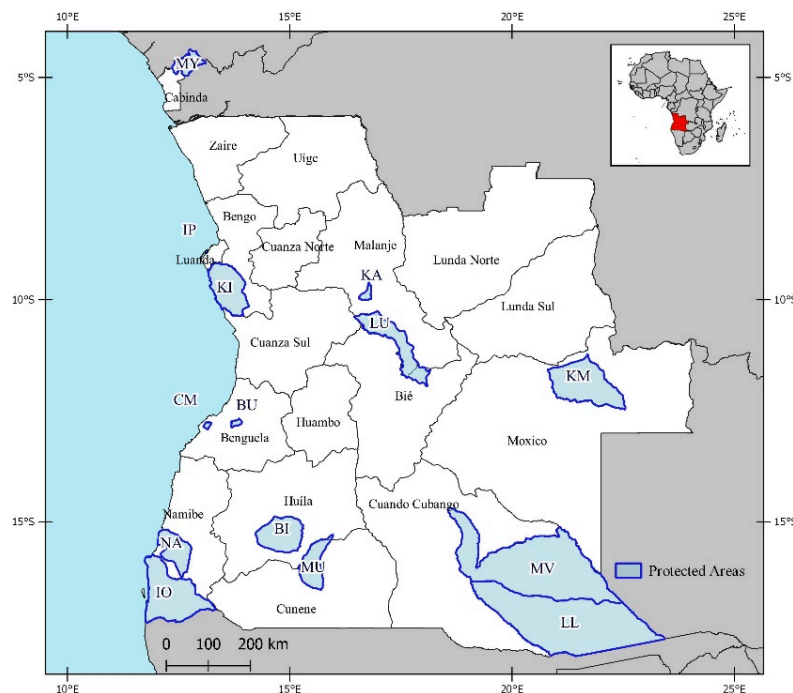 10°E 15°E 20°E 25°E
5°S 5°S
MY
Cabinda
Zaire
Uige
Bengo
IP
Cuanza Norte
Malanje
Lunda Norte
Luanda
KI
KA
10°S 10°S
Lunda Sul
LU
Cuanza Sul
KM
CM
BU
Bié
Huambo
Benguela
Moxico
Namibe
Huíla
Cuando Cubango
15°S 15°S
BI
NA
MU
MV
Protected Areas
IO
Cunene
LL
0 100 200 km
10°E 15°E 20°E 25°E